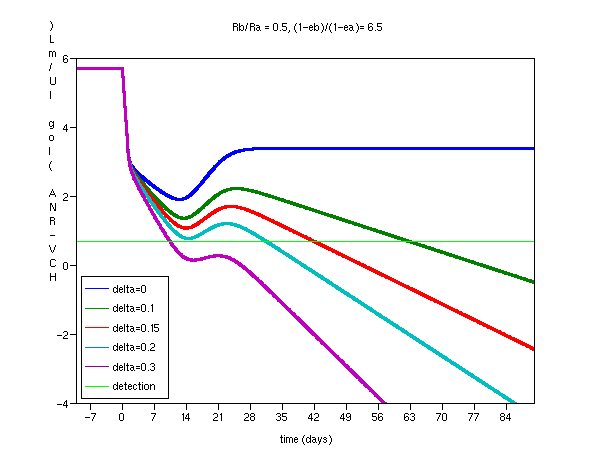 Rb/Ra = 0.5, (1-eb)/(1-ea)= 6.5
HCV-RNA (log IU/mL)
6
4
2
0
-2
-4
delta=0
delta=0.1
delta=0.15
delta=0.2
delta=0.3
detection
-7 0 7 14 21 28 35 42 49 56 63 70 77 84
time (days)